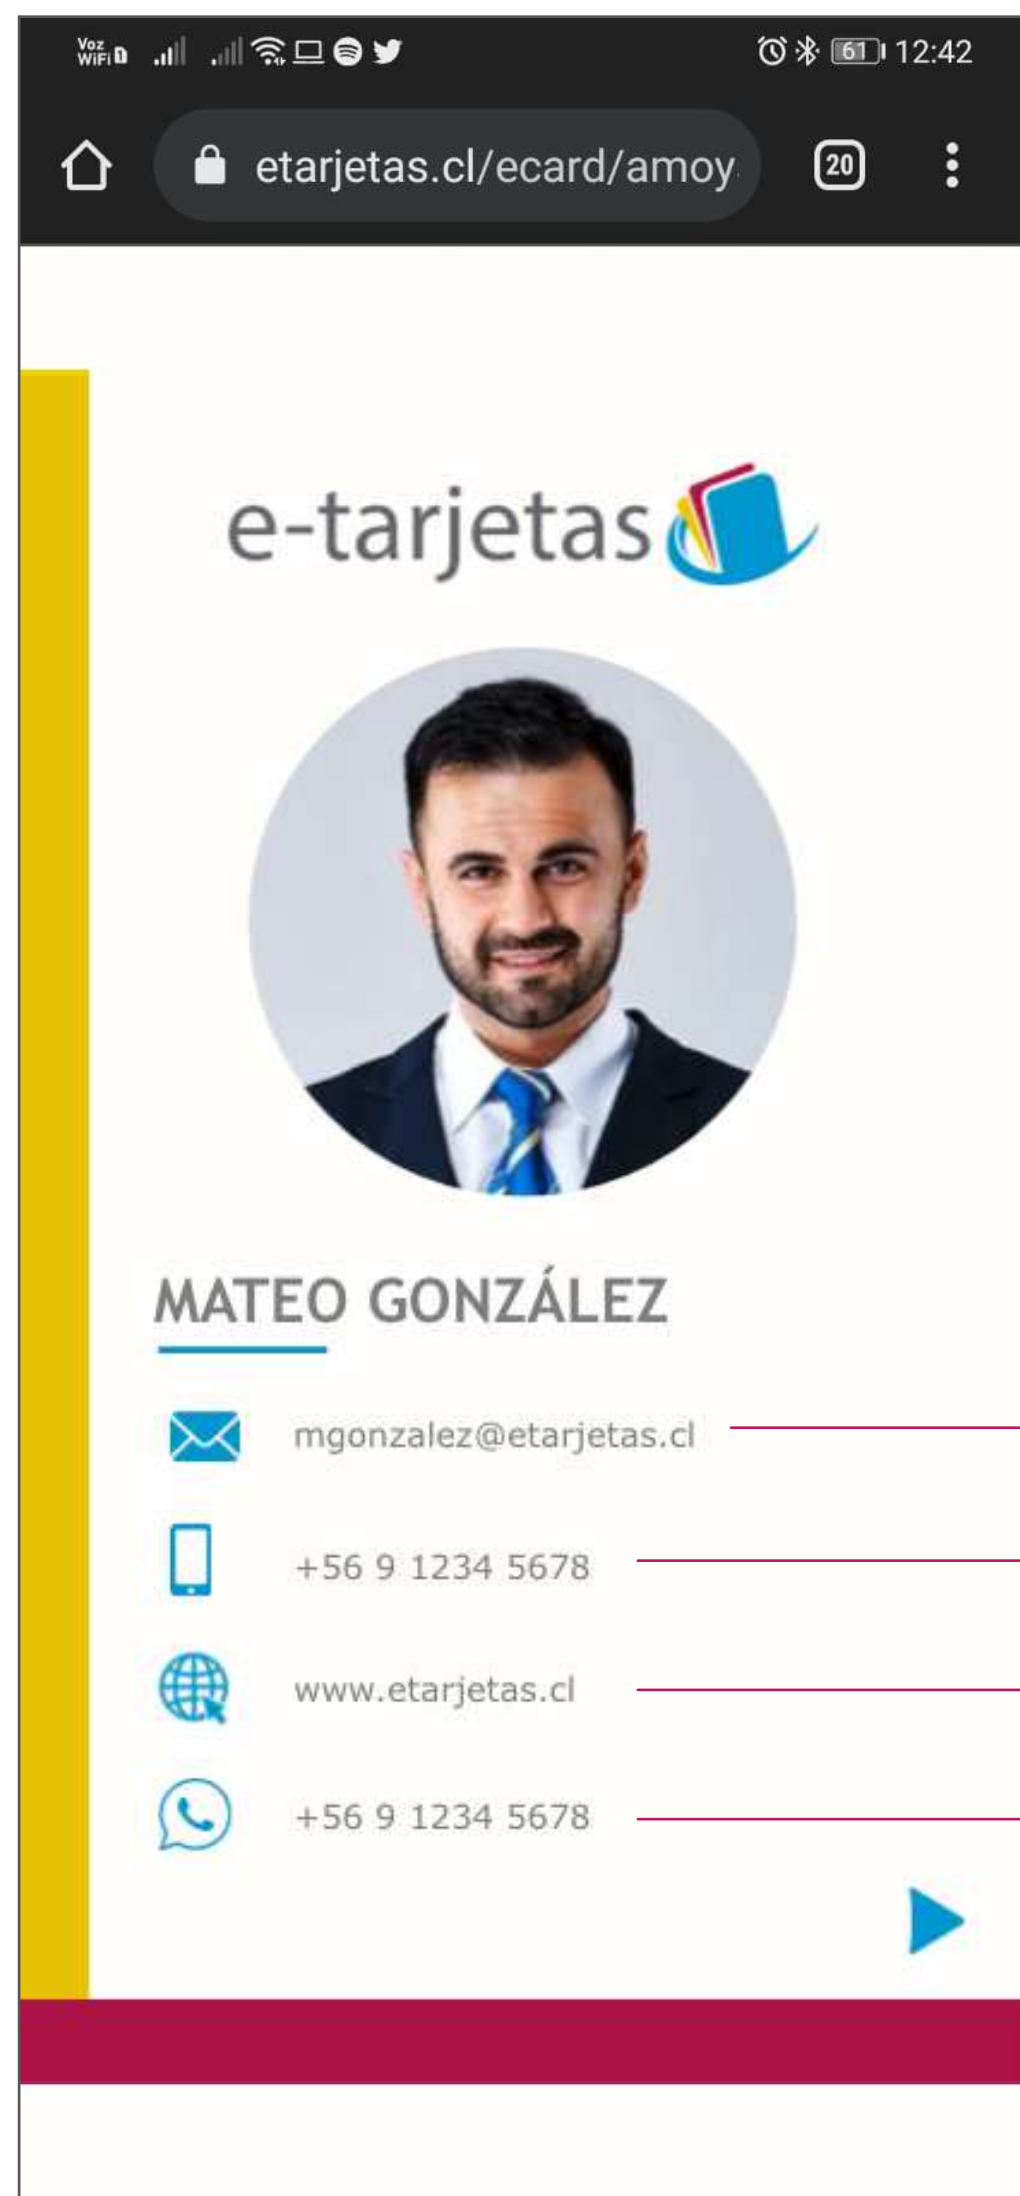 Voz
WiFi 1
61 12:42
etarjetas.cl/ecard/amoy
20
e-tarjetas
MATEO GONZÁLEZ
mgonzalez@etarjetas.cl
+56 9 1234 5678
www.etarjetas.cl
+56 9 1234 5678